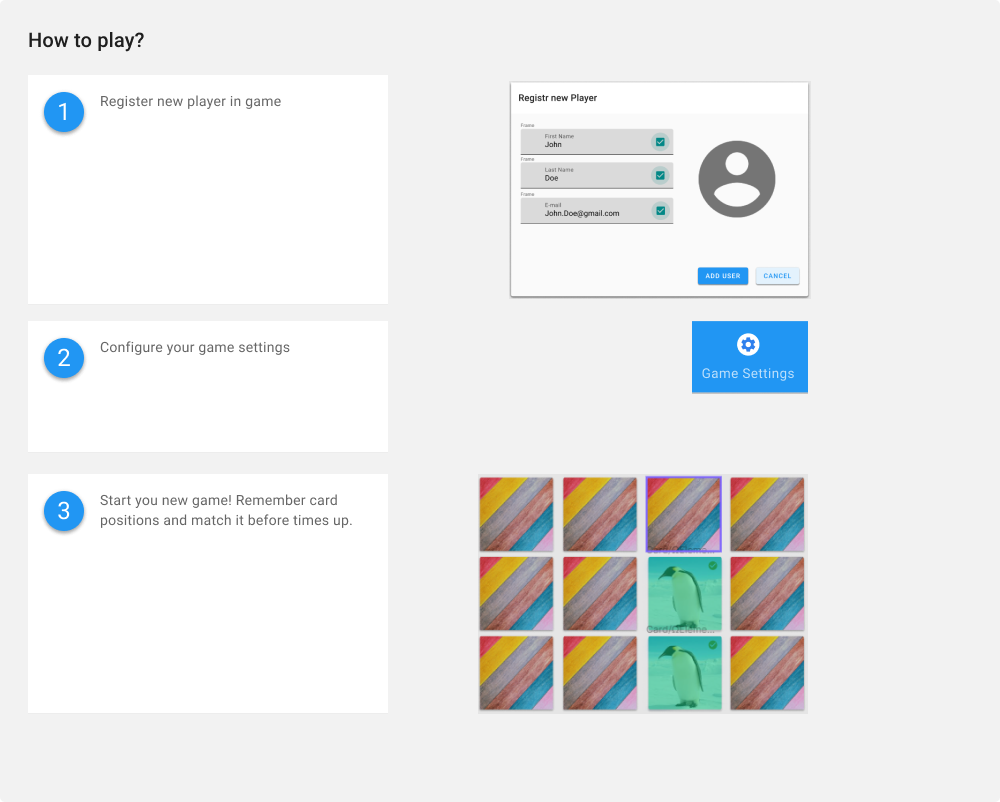 How to play?
1
Register new player in game
Registr new Player
Frame
First Name
John
Frame
Last Name
Doe
Frame
E-mail
John.Doe@gmail.com
ADD USER
CANCEL
2
Configure your game settings
Game Settings
3
Start you new game! Remember card
positions and match it before times up.